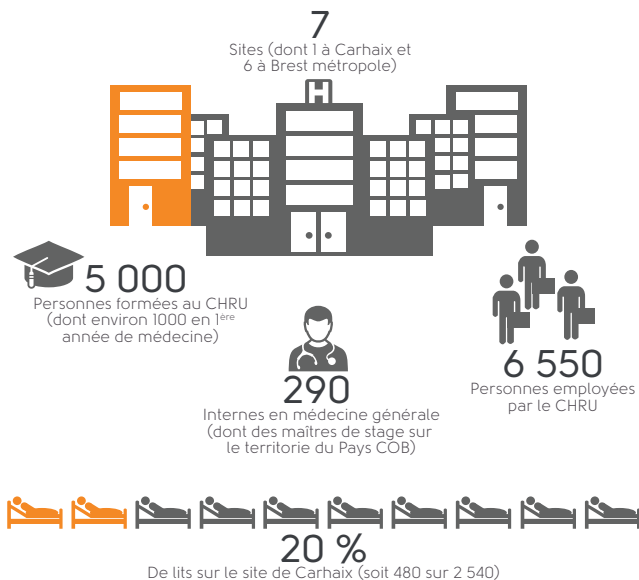 7
Sites (dont 1 à Carhaix et
6 à Brest métropole)
H
5 000
Personnes formées au CHRU
(dont environ 1000 en 1ère
année de médecine)
290
Internes en médecine générale
(dont des maîtres de stage sur
le territoire du Pays COB)
6 550
Personnes employées
par le CHRU
20 %
De lits sur le site de Carhaix (soit 480 sur 2 540)